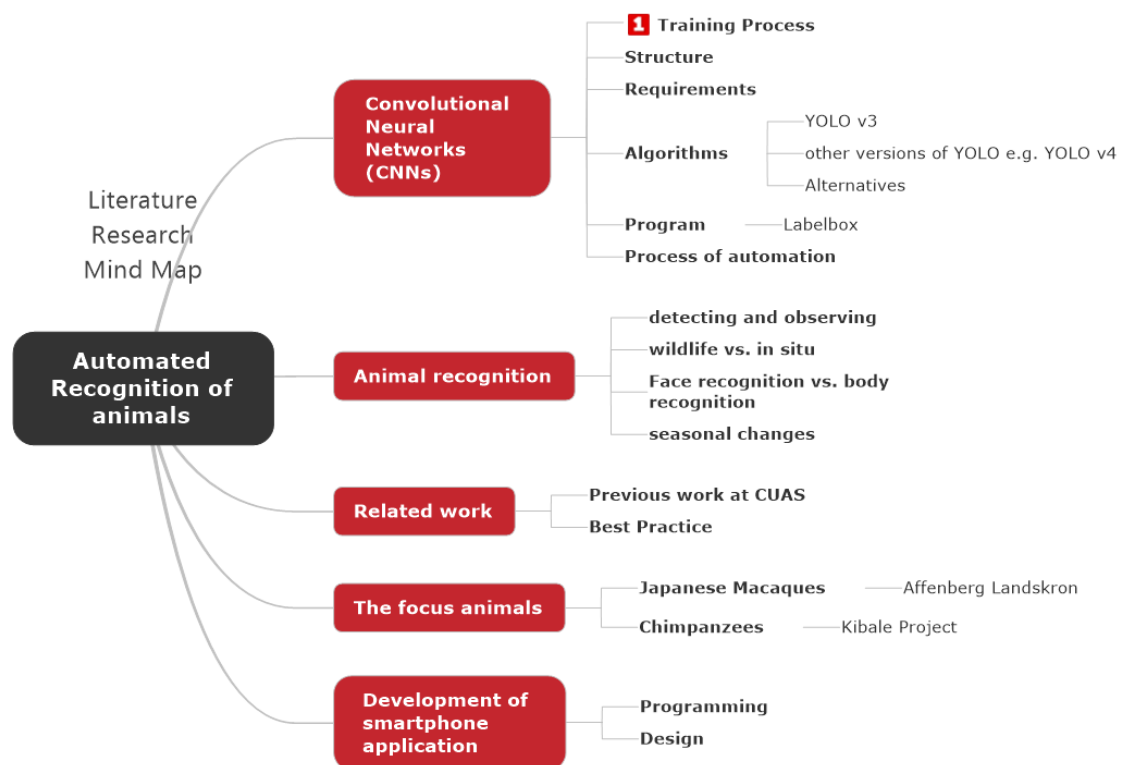 Literature
Research
Mind Map
Automated
Recognition of
animals
Convolutional
Neural
Networks
(CNNs)
1 Training Process
Structure
Requirements
Algorithms
YOLO v3
other versions of YOLO e.g. YOLO v4
Alternatives
Program
Labelbox
Process of automation
Animal recognition
detecting and observing
wildlife vs. in situ
Face recognition vs. body
recognition
seasonal changes
Related work
Previous work at CUAS
Best Practice
The focus animals
Japanese Macaques
Affenberg Landskron
Chimpanzees
Kibale Project
Development of
smartphone
application
Programming
Design